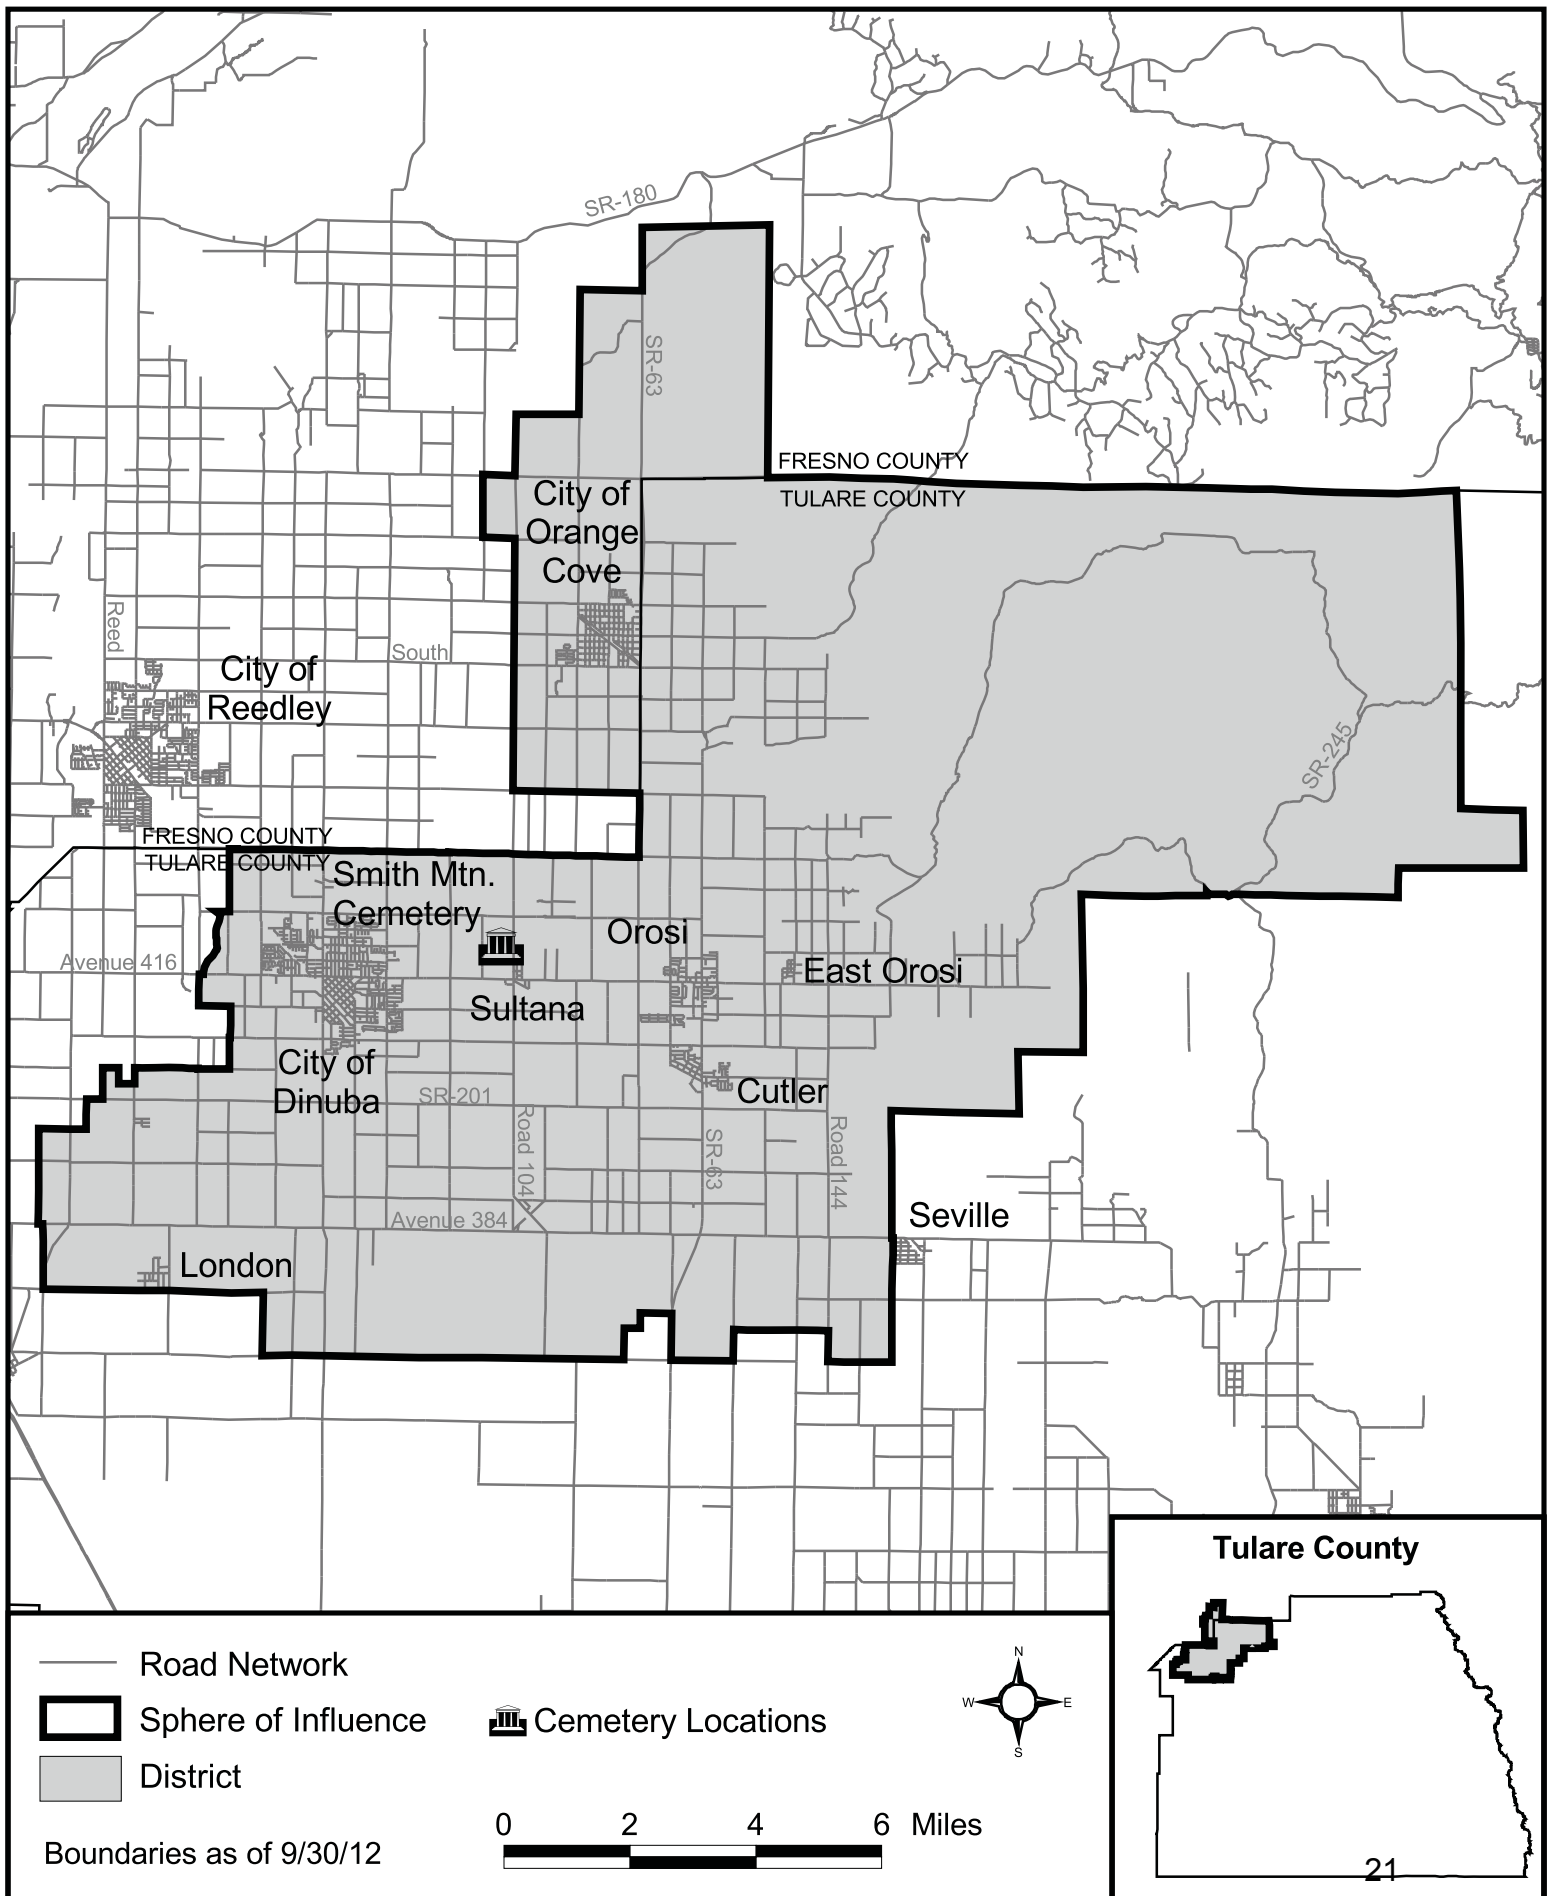 SR-180
SR-63
FRESNO COUNTY
TULARE COUNTY
City of
Orange
Cove
Reed
South
City of
Reedley
SR-245
FRESNO COUNTY
TULARE COUNTY
Smith Mtn.
Cemetery
Orosi
Avenue 416
East Orosi
Sultana
City of
Dinuba
SR-201
Cutler
Road 104
SR-63
Road 144
Avenue 384
Seville
London
Tulare County
Road Network
Sphere of Influence
District
Cemetery Locations
N
W
E
S
0 2 4 6 Miles
Boundaries as of 9/30/12
21